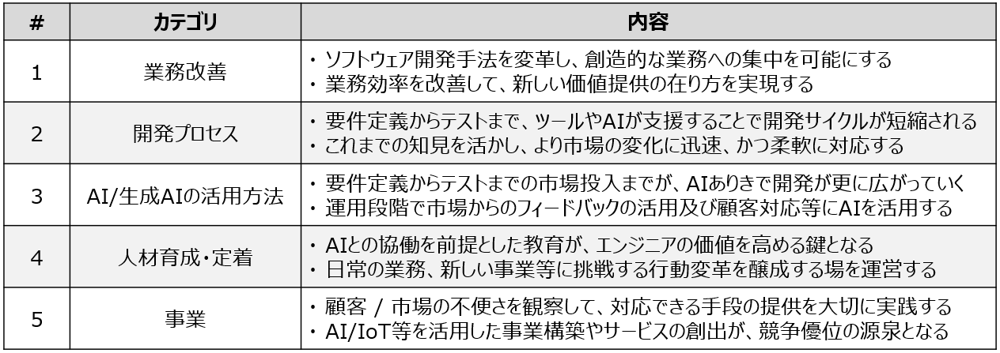 # カテゴリ 内容
1 業務改善
・ ソフトウェア開発手法を変革し、創造的な業務への集中を可能にする
・ 業務効率を改善して、新しい価値提供の在り方を実現する
2 開発プロセス
・ 要件定義からテストまで、ツールやAIが支援することで開発サイクルが短縮される
・ これまでの知見を活かし、より市場の変化に迅速、かつ柔軟に対応する
3 AI/生成AIの活用方法
・ 要件定義からテストまでの市場投入までが、AIありきで開発が更に広がっていく
・ 運用段階で市場からのフィードバックの活用及び顧客対応等にAIを活用する
4 人材育成・定着
・ AIとの協働を前提とした教育が、エンジニアの価値を高める鍵となる
・ 日常の業務、新しい事業等に挑戦する行動変革を醸成する場を運営する
5 事業
・ 顧客 / 市場の不便さを観察して、対応できる手段の提供を大切に実践する
・ AI/IoT等を活用した事業構築やサービスの創出が、競争優位の源泉となる